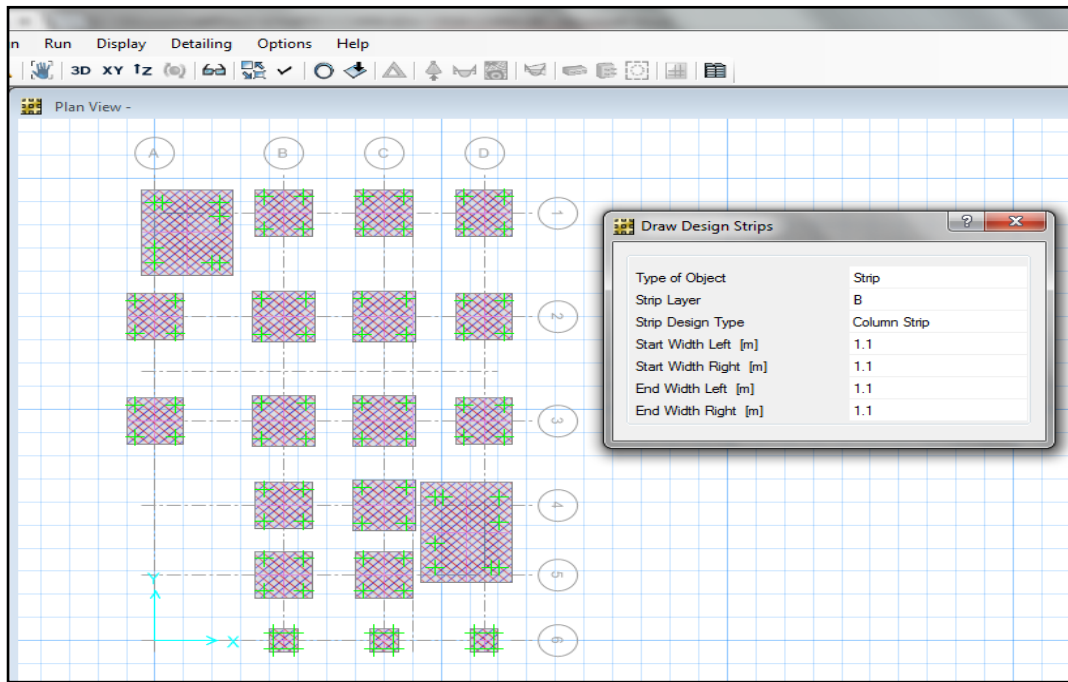 n Run Display Detailing Options Help
3D XY
Plan View -
A B C D
1
2
3
4
5
6
Y
X
Draw Design Strips
Type of Object Strip
Strip Layer B
Strip Design Type Column Strip
Start Width Left [m] 1.1
Start Width Right [m] 1.1
End Width Left [m] 1.1
End Width Right [m] 1.1